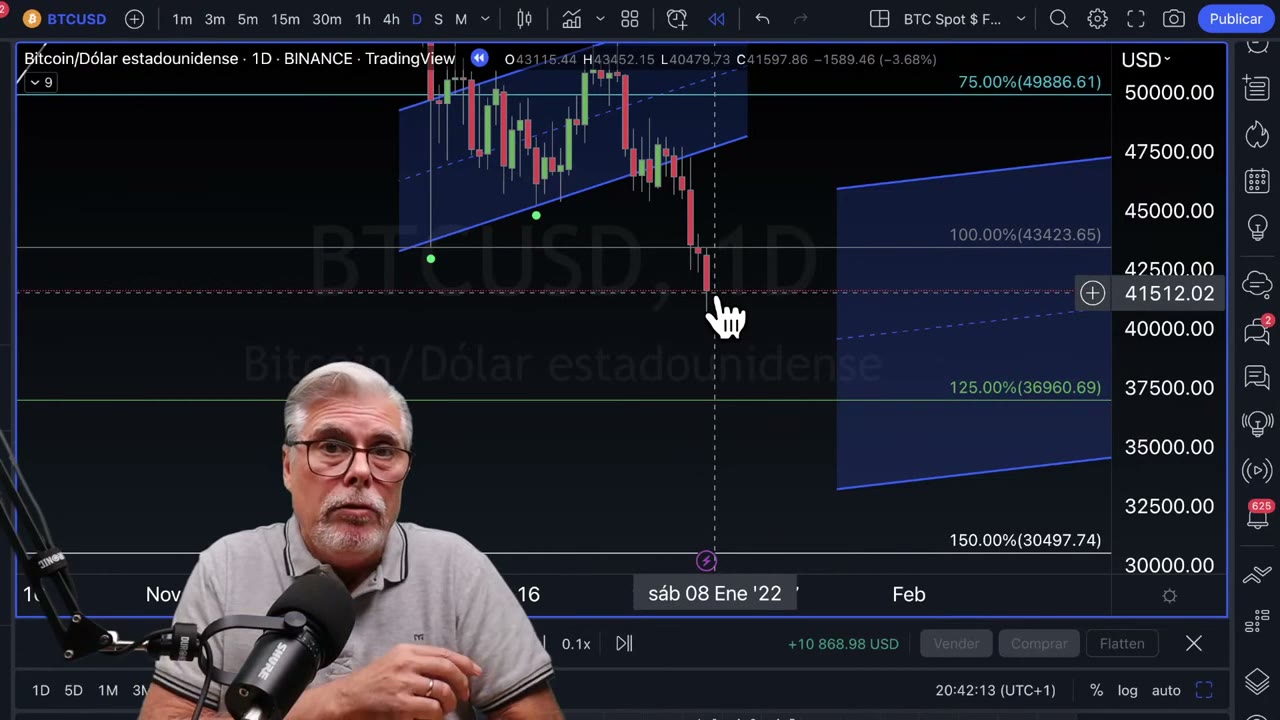 2
BTCUSD 1m 3m 5m 15m 30m 1h 4h D S M BTC Spot $ F... Publicar
Bitcoin/Dólar estadounidense · 1D · BINANCE · TradingView O43115.44 H43452.15 L40479.73 C41597.86 −1589.46 (−3.68%) USD
9
75.00%(49886.61)
50000.00
47500.00
45000.00
100.00%(43423.65)
BTCUSD, 1D
42500.00
41512.02
40000.00
2
Bitcoin/Dólar estadounidense
125.00%(36960.69)
37500.00
35000.00
32500.00
625
150.00%(30497.74)
30000.00
Nov 16 sáb 08 Ene '22 Feb
0.1x +10 868.98 USD Vender Comprar Flatten
SHURE
1D 5D 1M 3M 20:42:13 (UTC+1) % log auto